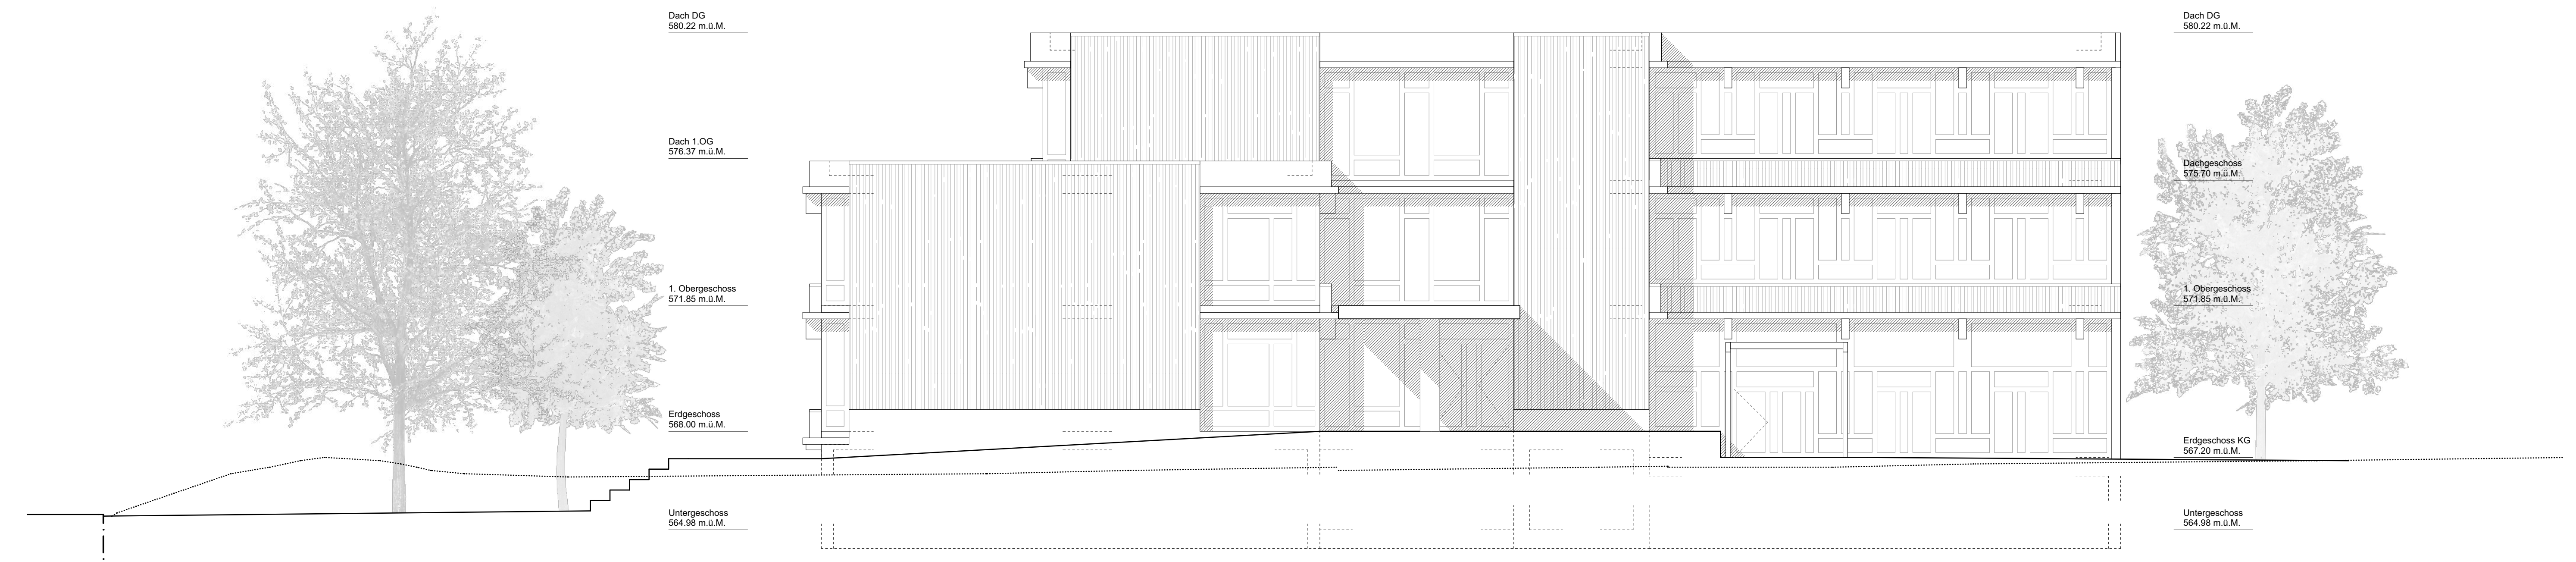 Dach DG
580.22 m.ü.M.
Dach 1.OG
576.37 m.ü.M.
1. Obergeschoss
571.85 m.ü.M.
Erdgeschoss
568.00 m.ü.M.
Untergeschoss
564.98 m.ü.M.
Dach DG
580.22 m.ü.M.
Dachgeschoss
575.70 m.ü.M.
1. Obergeschoss
571.85 m.ü.M.
Erdgeschoss KG
567.20 m.ü.M.
Untergeschoss
564.98 m.ü.M.